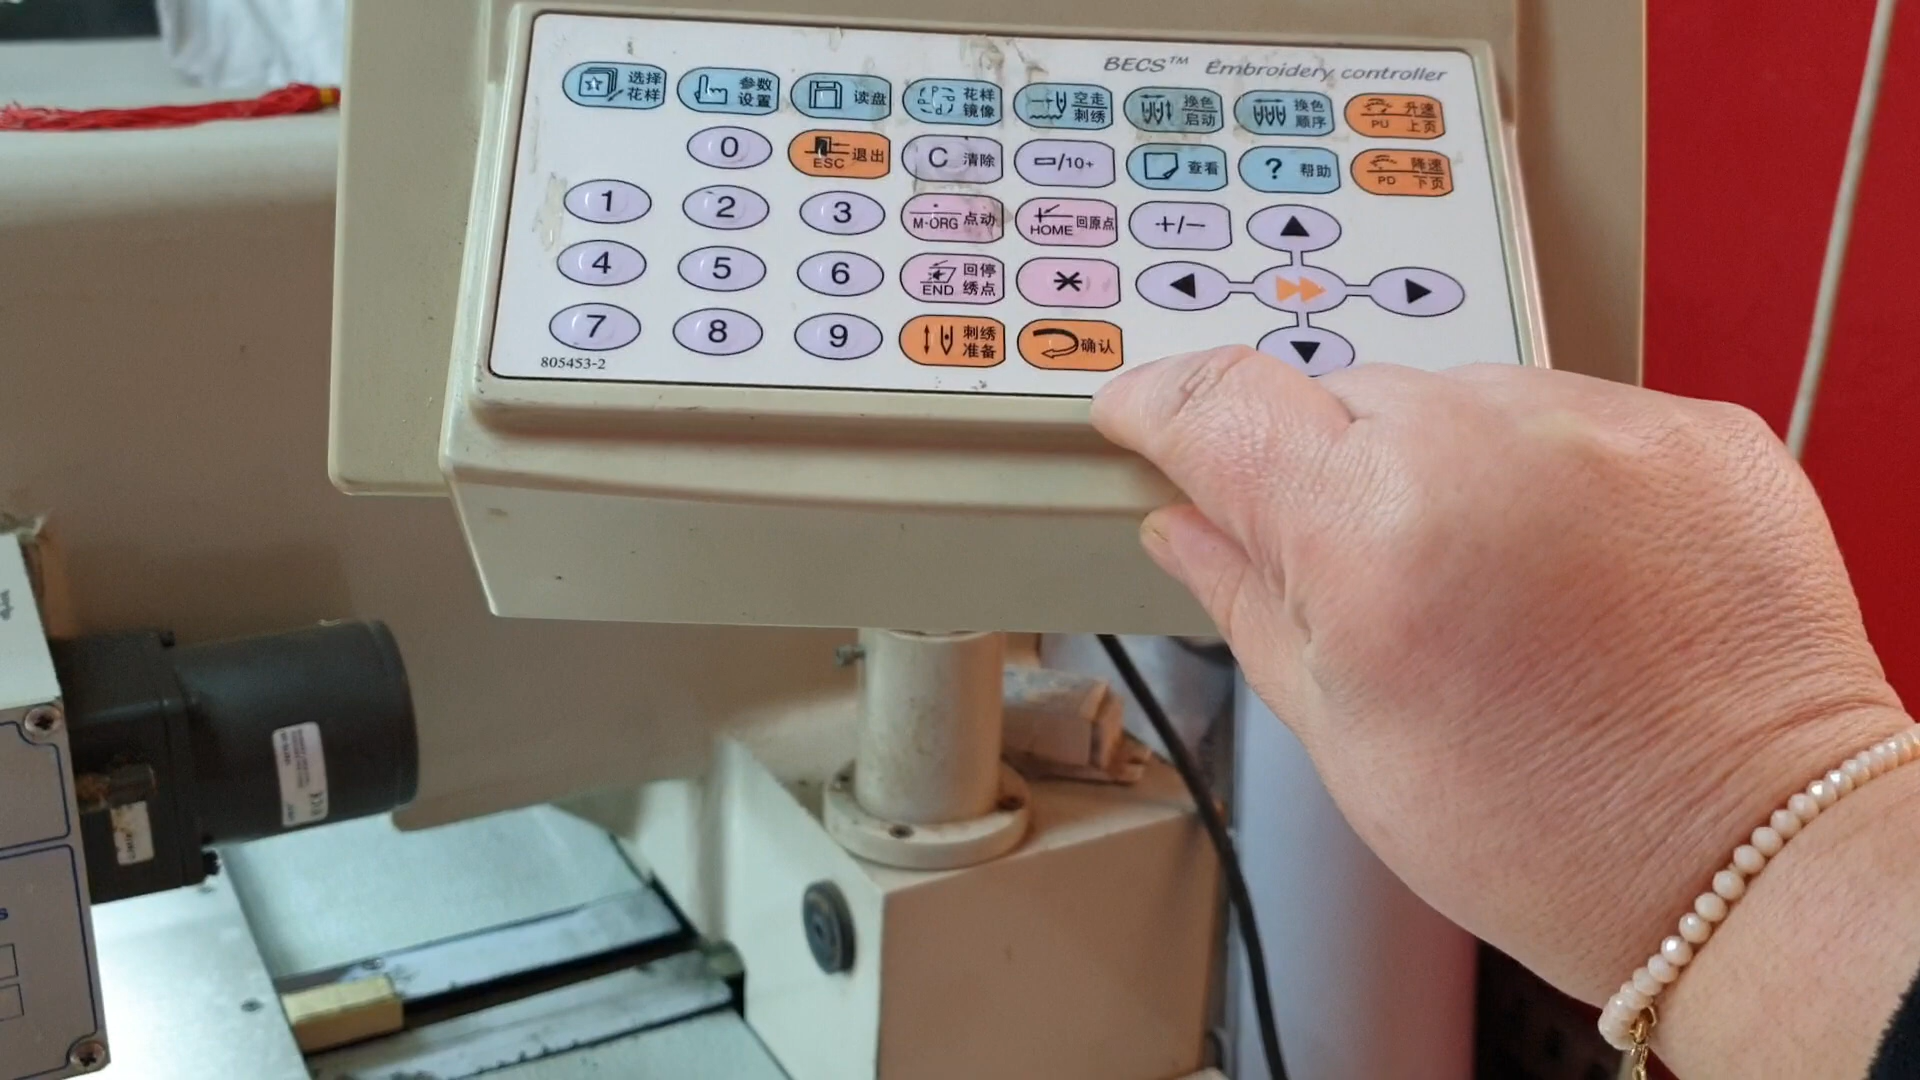 BECS™ Embroidery controller
选择
花样
参数
设置
读盘
花样
镜像
空走
刺绣
换色
启动
换色
顺序
升速
PU 上页
0
ESC 退出
C 清除
/10+
查看
? 帮助
降速
PD 下页
1
2
3
M-ORG 点动
HOME 回原点
+/−
4
5
6
回停
END 绣点
*
7
8
9
刺绣
准备
确认
805453-2